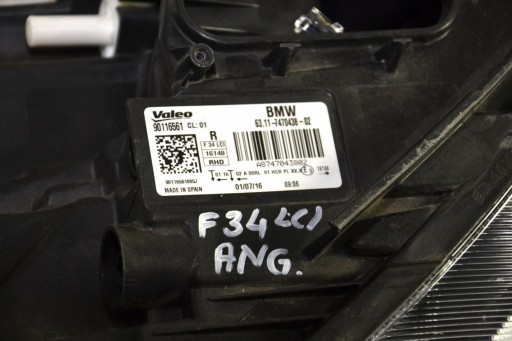 Valeo BMW
90116561 CL: 01 63.11-7470438-02
R
F 34 LCI
16148
RHD
A8747043802
MADE IN SPAIN 01/07/16 09:06
F34 LCI
ANG.